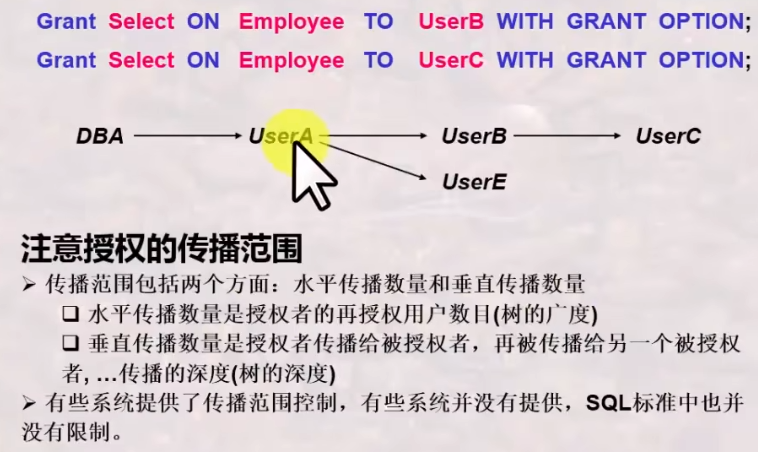 Grant Select ON Employee TO UserB WITH GRANT OPTION;
Grant Select ON Employee TO UserC WITH GRANT OPTION;
DBA UserA UserB UserC
UserE
注意授权的传播范围
➢ 传播范围包括两个方面：水平传播数量和垂直传播数量
❑ 水平传播数量是授权者的再授权用户数目(树的广度)
❑ 垂直传播数量是授权者传播给被授权者，再被传播给另一个被授权
者, …传播的深度(树的深度)
➢ 有些系统提供了传播范围控制，有些系统并没有提供，SQL标准中也并
没有限制。